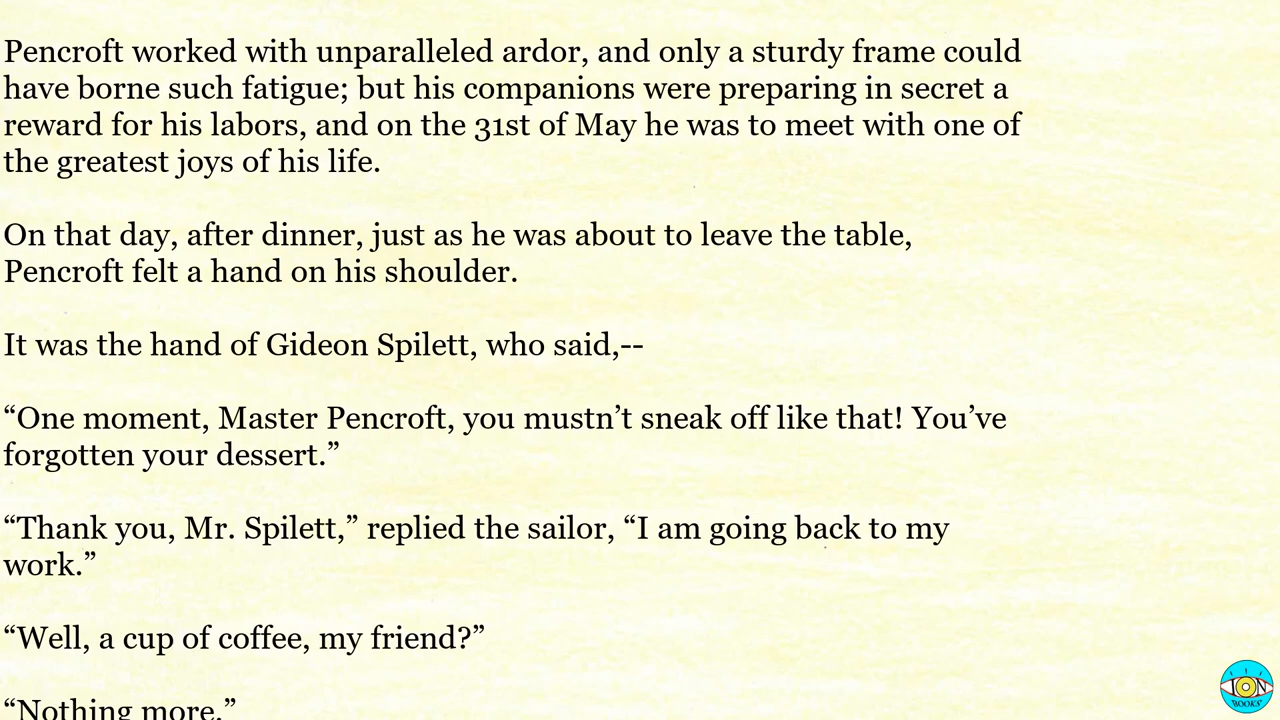 Pencroft worked with unparalleled ardor, and only a sturdy frame could
have borne such fatigue; but his companions were preparing in secret a
reward for his labors, and on the 31st of May he was to meet with one of
the greatest joys of his life.
On that day, after dinner, just as he was about to leave the table,
Pencroft felt a hand on his shoulder.
It was the hand of Gideon Spilett, who said,--
“One moment, Master Pencroft, you mustn’t sneak off like that! You’ve
forgotten your dessert.”
“Thank you, Mr. Spilett,” replied the sailor, “I am going back to my
work.”
“Well, a cup of coffee, my friend?”
“Nothing more.”
ION
BOOKS